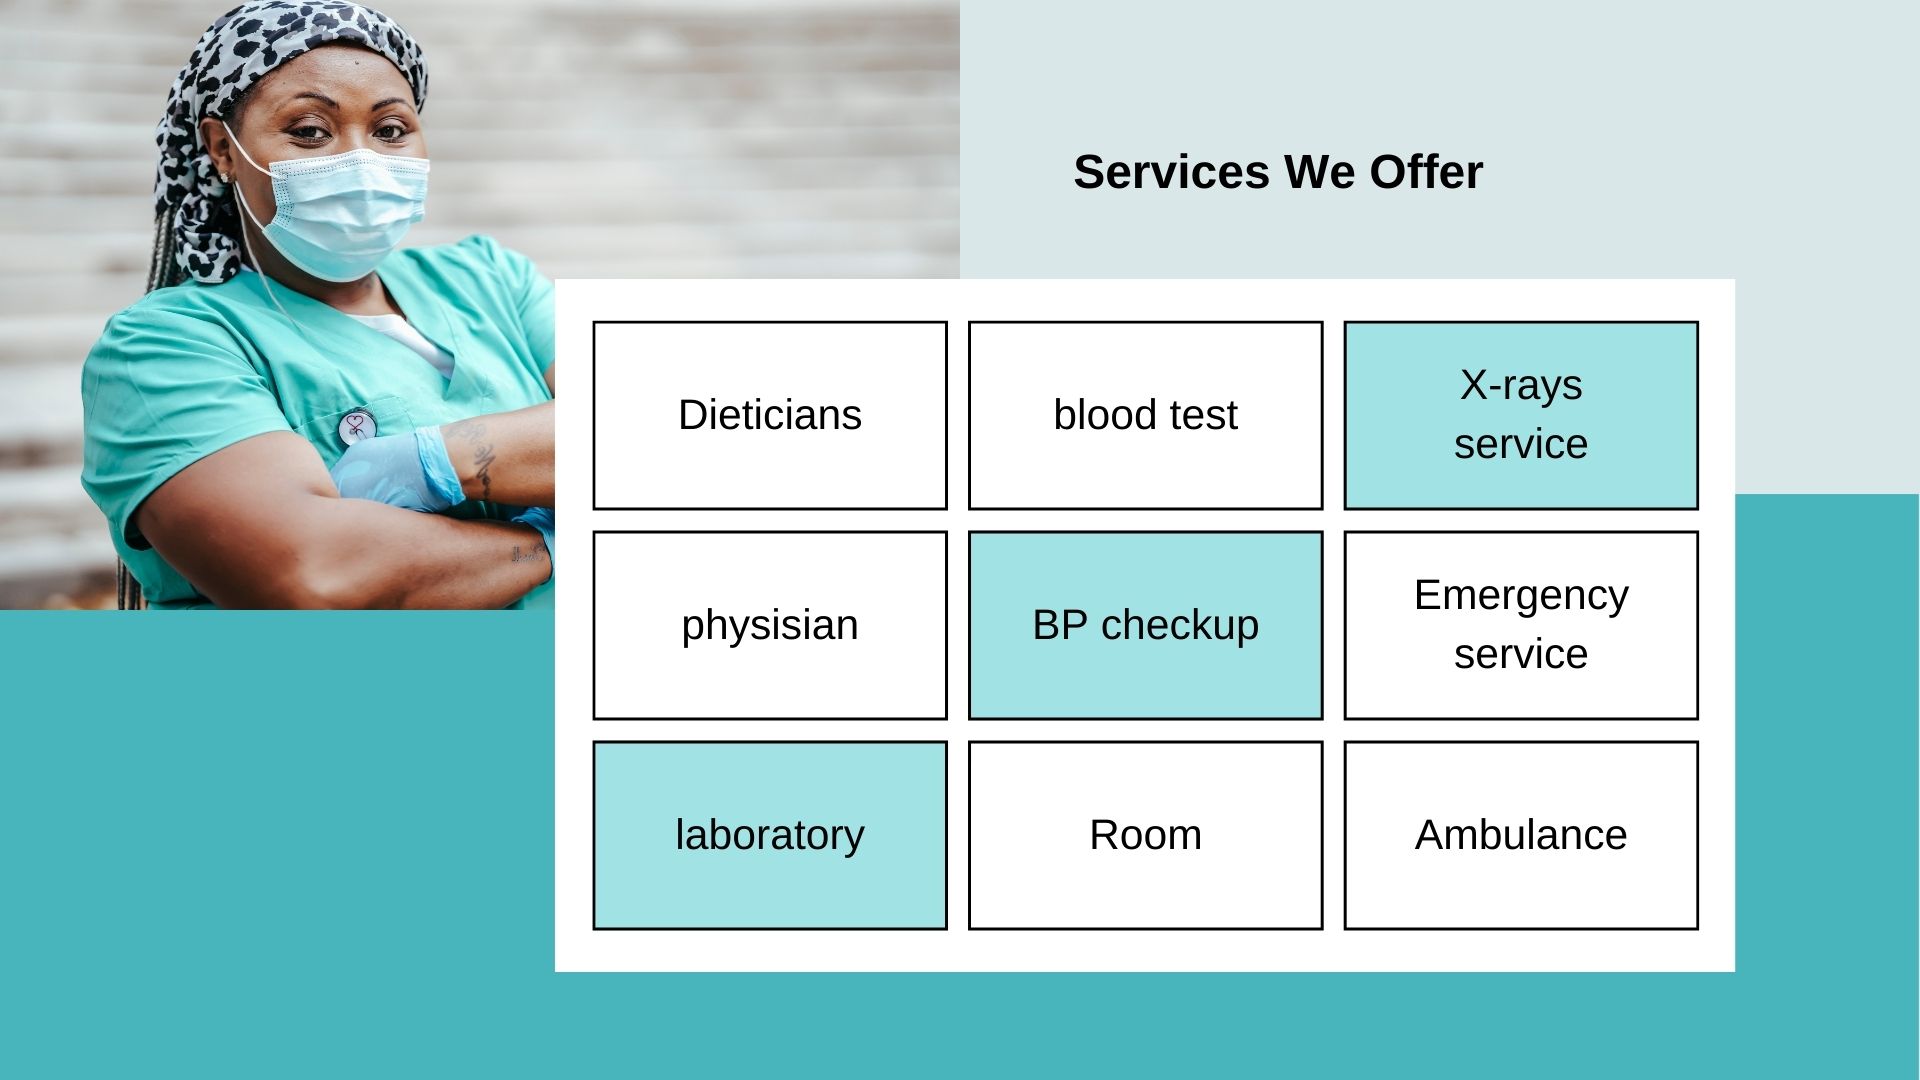 Services We Offer
Dieticians
blood test
X-rays
service
physisian
BP checkup
Emergency
service
laboratory
Room
Ambulance